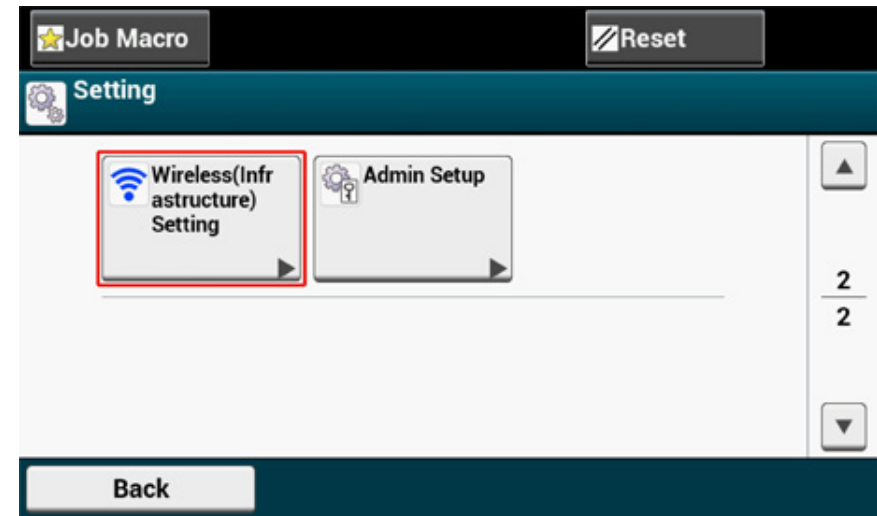 Job Macro
Reset
Setting
Wireless(Infr
astructure)
Setting
Admin Setup
2
2
Back